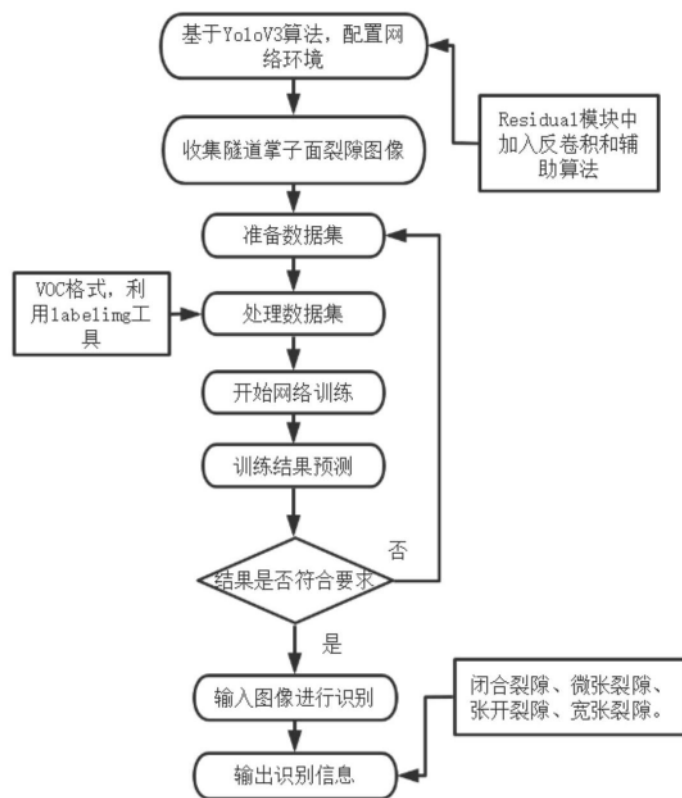 基于YoloV3算法，配置网
络环境
Residual模块中
加入反卷积和辅
助算法
收集隧道掌子面裂隙图像
准备数据集
VOC格式，利
用labelimg工
具
处理数据集
开始网络训练
训练结果预测
否
结果是否符合要求
是
输入图像进行识别
闭合裂隙、微张裂隙、
张开裂隙、宽张裂隙。
输出识别信息